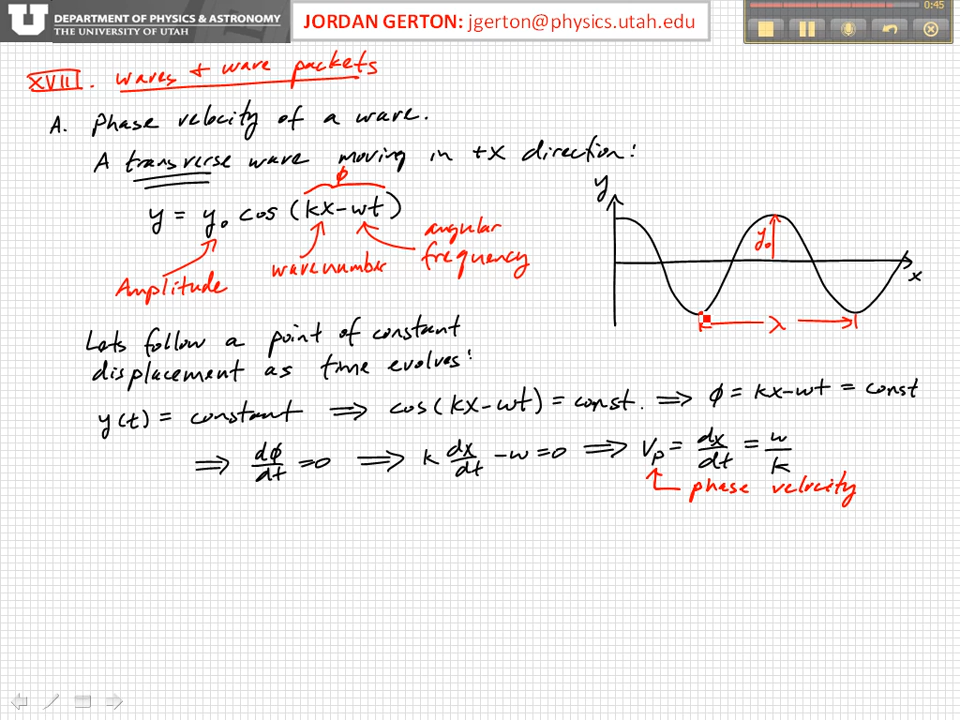 U DEPARTMENT OF PHYSICS & ASTRONOMY
THE UNIVERSITY OF UTAH
JORDAN GERTON: jgerton@physics.utah.edu
0:45
XVIII. Waves + wave packets
A. Phase velocity of a wave.
A transverse wave moving in +x direction:
ϕ
y = y₀ cos (kx - ωt)
Amplitude
wavenumber
angular frequency
y
y₀
x
λ
Lets follow a point of constant
displacement as time evolves:
y(t) = constant ⟹ cos(kx - ωt) = const. ⟹ ϕ = kx - ωt = const
⟹ dϕ/dt = 0 ⟹ k dx/dt - ω = 0 ⟹ Vp = dx/dt = ω/k
phase velocity